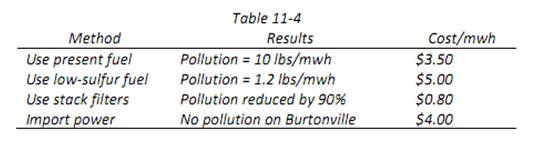 Table 11-4
Method Results Cost/mwh
Use present fuel Pollution = 10 lbs/mwh $3.50
Use low-sulfur fuel Pollution = 1.2 lbs/mwh $5.00
Use stack filters Pollution reduced by 90% $0.80
Import power No pollution on Burtonville $4.00